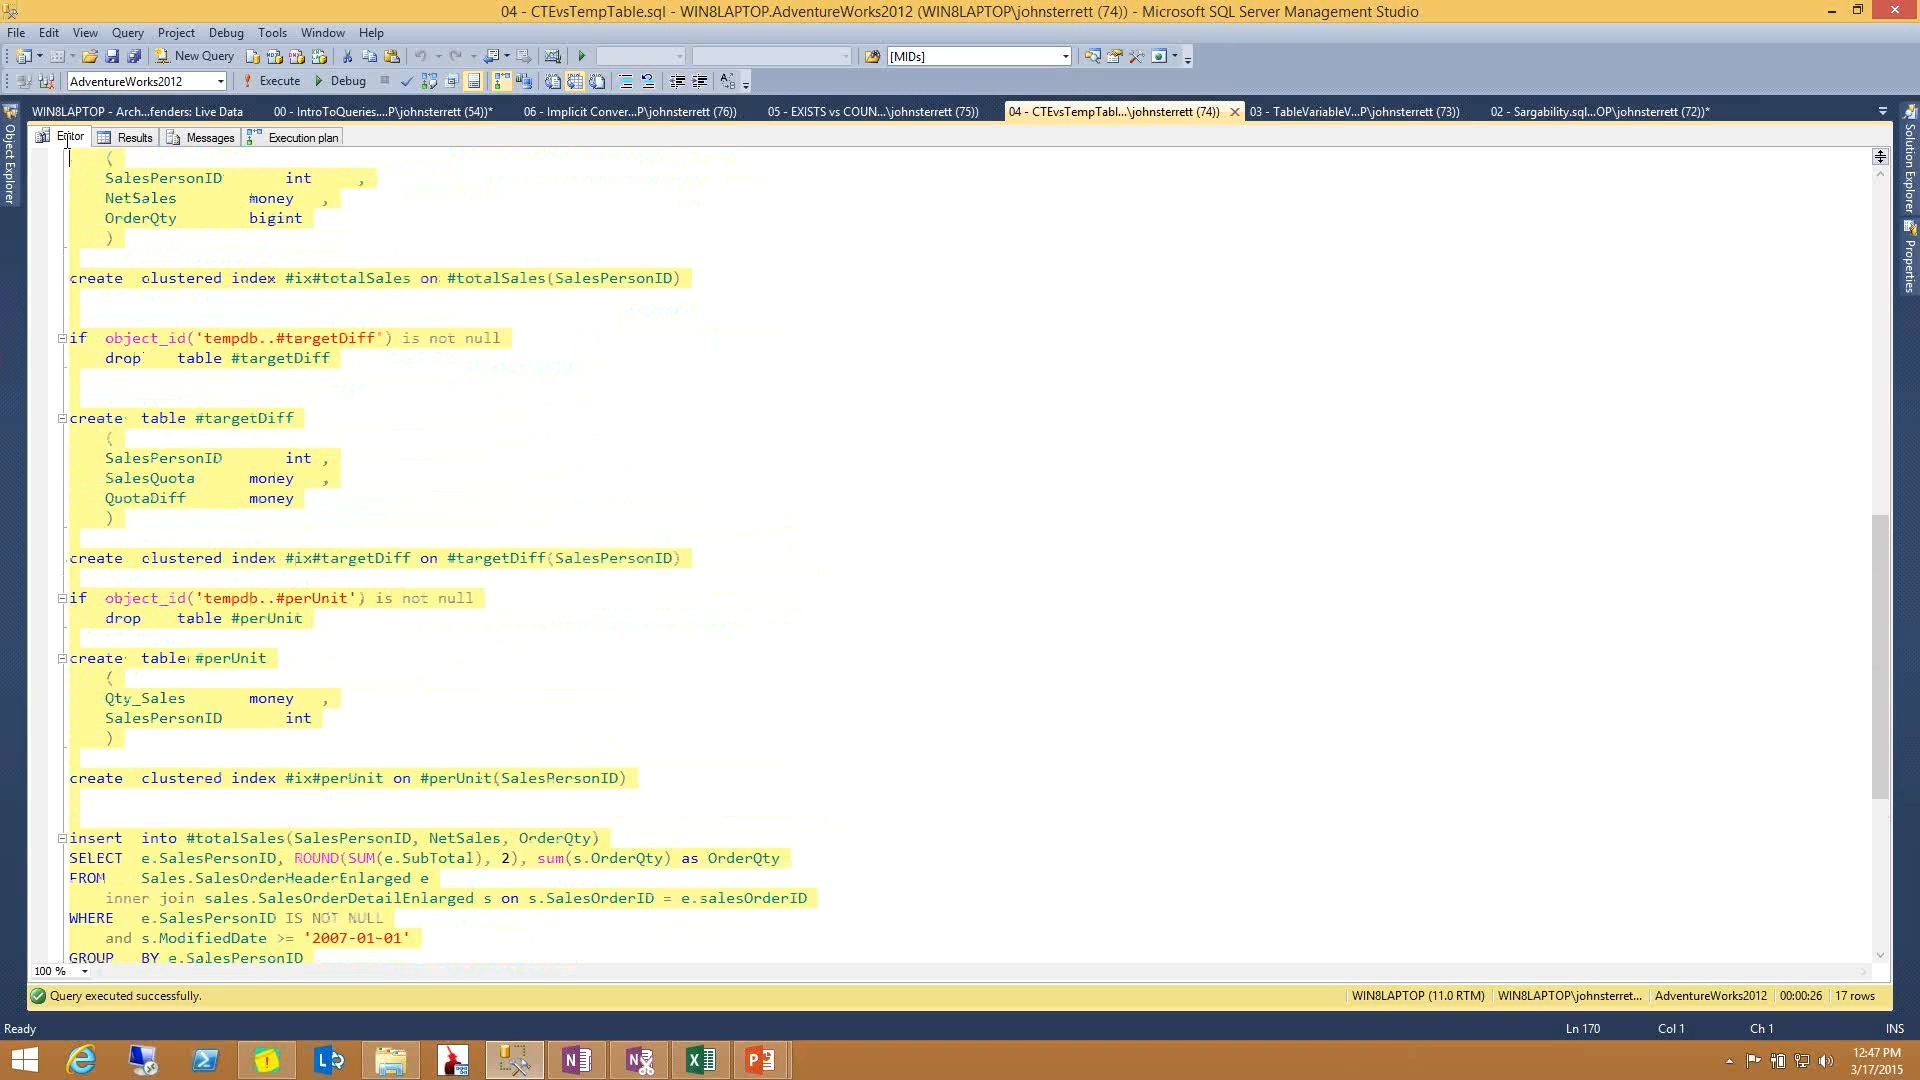 04 - CTEvsTempTable.sql - WIN8LAPTOP.AdventureWorks2012 (WIN8LAPTOP\johnsterrett (74)) - Microsoft SQL Server Management Studio
File Edit View Query Project Debug Tools Window Help
New Query [MIDs]
AdventureWorks2012 Execute Debug
WIN8LAPTOP - Arch...fenders: Live Data 00 - IntroToQueries....P\johnsterrett (54))* 06 - Implicit Conver...P\johnsterrett (76)) 05 - EXISTS vs COUN...\johnsterrett (75)) 04 - CTEvsTempTabl...\johnsterrett (74)) 03 - TableVariableV...P\johnsterrett (73)) 02 - Sargability.sql...OP\johnsterrett (72))*
Editor Results Messages Execution plan
Object Explorer
Solution Explorer
Properties
(
SalesPersonID int ,
NetSales money ,
OrderQty bigint
)
create clustered index #ix#totalSales on #totalSales(SalesPersonID)
if object_id('tempdb..#targetDiff') is not null
drop table #targetDiff
create table #targetDiff
(
SalesPersonID int ,
SalesQuota money ,
QuotaDiff money
)
create clustered index #ix#targetDiff on #targetDiff(SalesPersonID)
if object_id('tempdb..#perUnit') is not null
drop table #perUnit
create table #perUnit
(
Qty_Sales money ,
SalesPersonID int
)
create clustered index #ix#perUnit on #perUnit(SalesPersonID)
insert into #totalSales(SalesPersonID, NetSales, OrderQty)
SELECT e.SalesPersonID, ROUND(SUM(e.SubTotal), 2), sum(s.OrderQty) as OrderQty
FROM Sales.SalesOrderHeaderEnlarged e
inner join sales.SalesOrderDetailEnlarged s on s.SalesOrderID = e.salesOrderID
WHERE e.SalesPersonID IS NOT NULL
and s.ModifiedDate >= '2007-01-01'
GROUP BY e.SalesPersonID
100 %
Query executed successfully. WIN8LAPTOP (11.0 RTM) WIN8LAPTOP\johnsterret... AdventureWorks2012 00:00:26 17 rows
Ready Ln 170 Col 1 Ch 1 INS
12:47 PM
3/17/2015